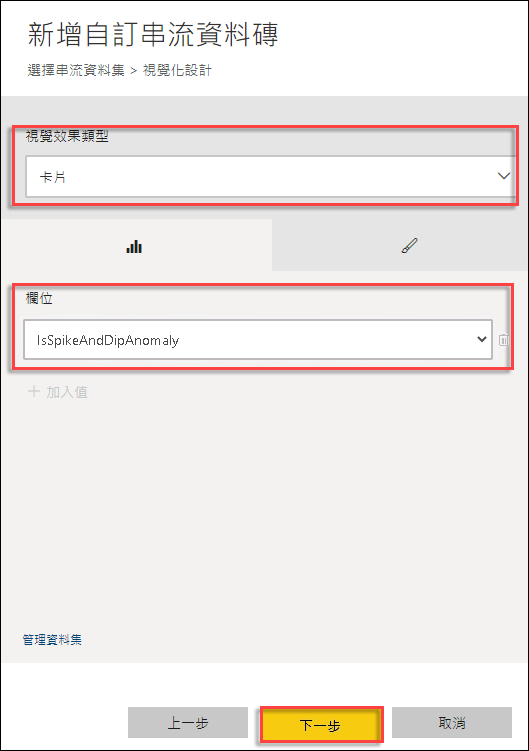 新增自訂串流資料磚
選擇串流資料集 > 視覺化設計
視覺效果類型
卡片
欄位
IsSpikeAndDipAnomaly
+ 加入值
管理資料集
上一步
下一步
取消